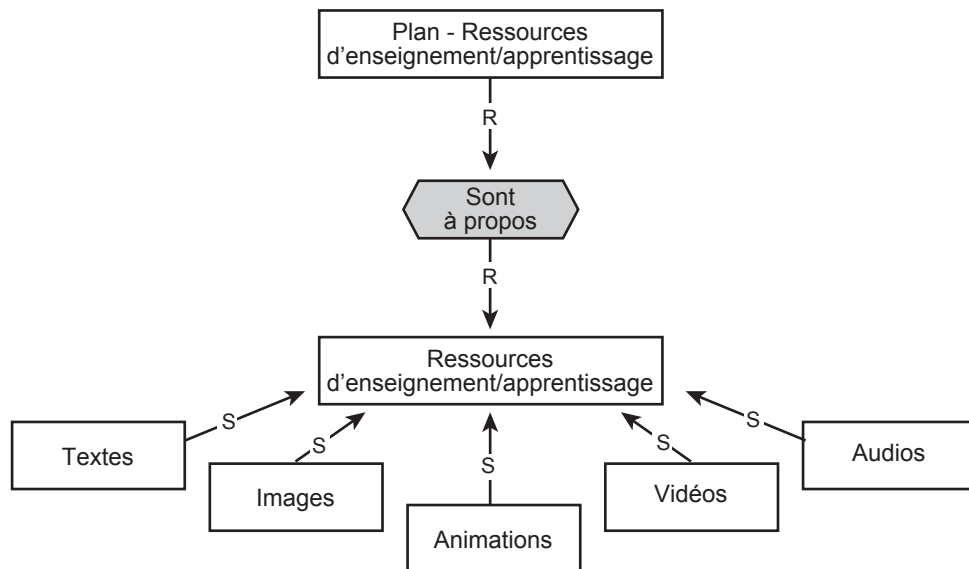 Plan - Ressources
d'enseignement/apprentissage
R
Sont
à propos
R
Ressources
d'enseignement/apprentissage
S
S
S
S
S
Textes
Images
Animations
Vidéos
Audios